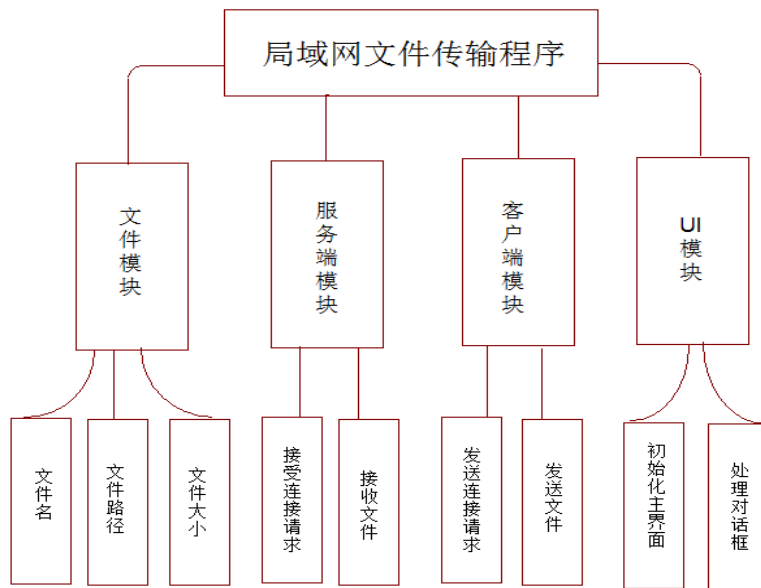 局域网文件传输程序
文件模块
服务端模块
客户端模块
UI模块
文件名
文件路径
文件大小
接受连接请求
接收文件
发送连接请求
发送文件
初始化主界面
处理对话框